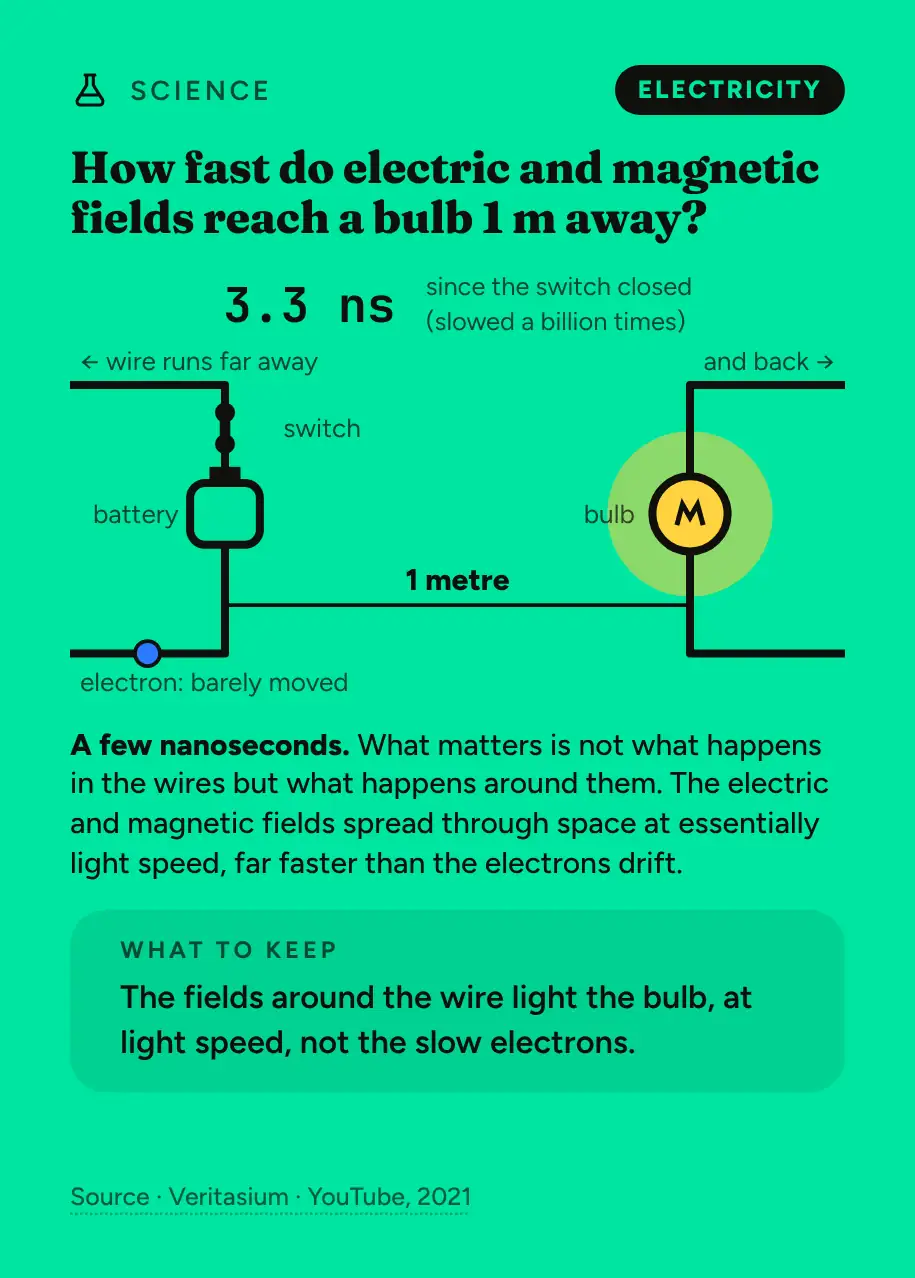 SCIENCE
ELECTRICITY
How fast do electric and magnetic
fields reach a bulb 1 m away?
3.3 ns
since the switch closed
(slowed a billion times)
← wire runs far away
and back →
switch
battery
bulb
1 metre
electron: barely moved
A few nanoseconds. What matters is not what happens
in the wires but what happens around them. The electric
and magnetic fields spread through space at essentially
light speed, far faster than the electrons drift.
WHAT TO KEEP
The fields around the wire light the bulb, at
light speed, not the slow electrons.
Source · Veritasium · YouTube, 2021